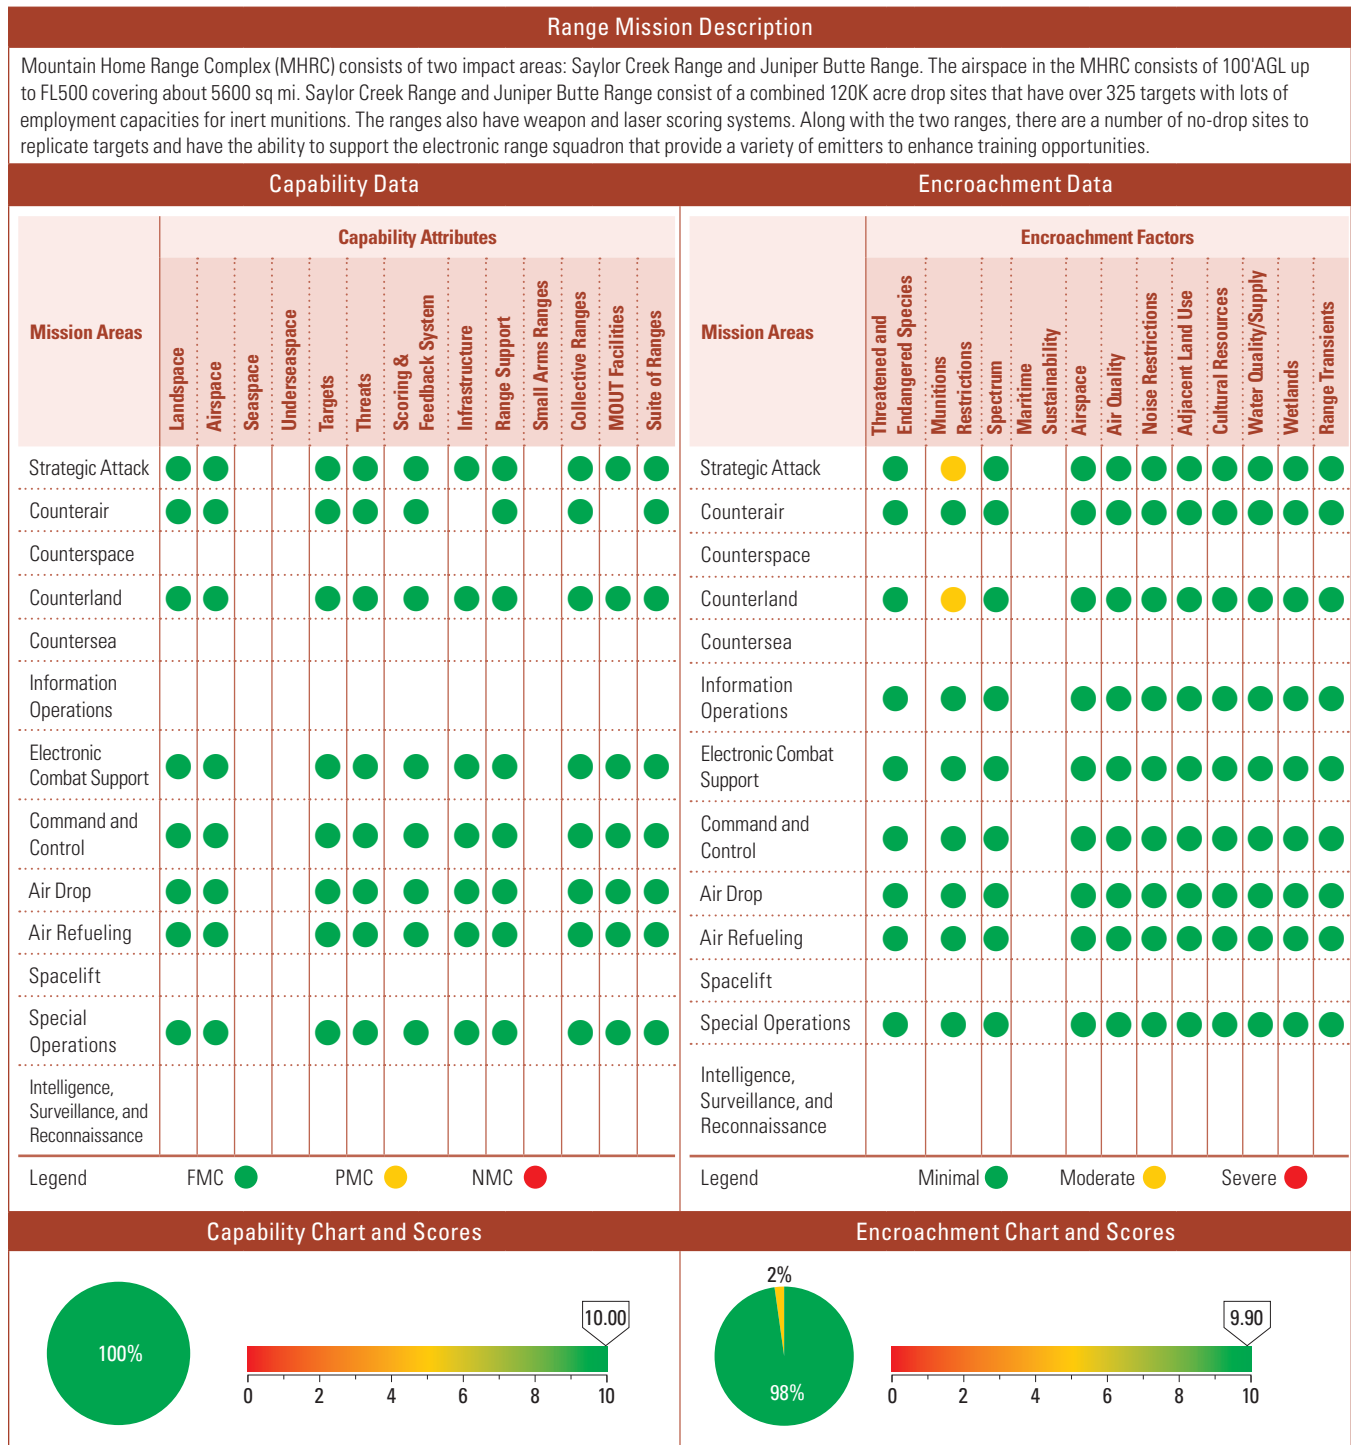 Range Mission Description
Mountain Home Range Complex (MHRC) consists of two impact areas: Saylor Creek Range and Juniper Butte Range. The airspace in the MHRC consists of 100'AGL up
to FL500 covering about 5600 sq mi. Saylor Creek Range and Juniper Butte Range consist of a combined 120K acre drop sites that have over 325 targets with lots of
employment capacities for inert munitions. The ranges also have weapon and laser scoring systems. Along with the two ranges, there are a number of no-drop sites to
replicate targets and have the ability to support the electronic range squadron that provide a variety of emitters to enhance training opportunities.
Capability Data
Mission Areas
Capability Attributes
Landspace
Airspace
Seaspace
Underseaspace
Targets
Threats
Scoring &
Feedback System
Infrastructure
Range Support
Small Arms Ranges
Collective Ranges
MOUT Facilities
Suite of Ranges
Strategic Attack
Counterair
Counterspace
Counterland
Countersea
Information
Operations
Electronic
Combat Support
Command and
Control
Air Drop
Air Refueling
Spacelift
Special
Operations
Intelligence,
Surveillance, and
Reconnaissance
Legend
FMC
PMC
NMC
Encroachment Data
Mission Areas
Encroachment Factors
Threatened and
Endangered Species
Munitions
Restrictions
Spectrum
Maritime
Sustainability
Airspace
Air Quality
Noise Restrictions
Adjacent Land Use
Cultural Resources
Water Quality/Supply
Wetlands
Range Transients
Strategic Attack
Counterair
Counterspace
Counterland
Countersea
Information
Operations
Electronic Combat
Support
Command and
Control
Air Drop
Air Refueling
Spacelift
Special Operations
Intelligence,
Surveillance, and
Reconnaissance
Legend
Minimal
Moderate
Severe
Capability Chart and Scores
100%
10.00
0 2 4 6 8 10
Encroachment Chart and Scores
2%
98%
9.90
0 2 4 6 8 10